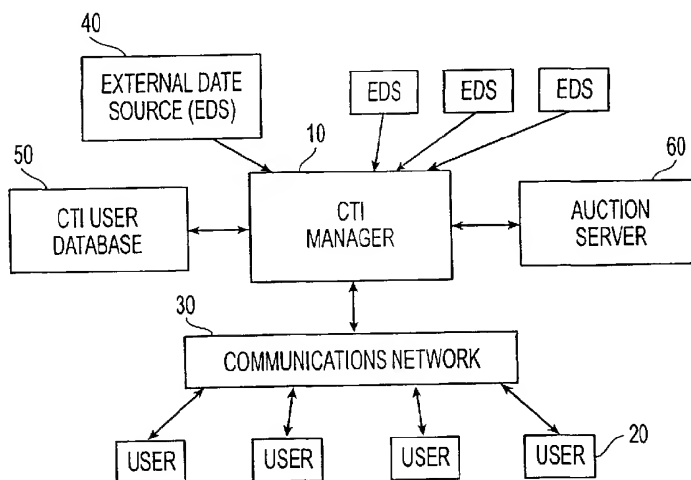 40
EXTERNAL DATE
SOURCE (EDS)
EDS
EDS
EDS
10
50
60
CTI USER
DATABASE
CTI
MANAGER
AUCTION
SERVER
30
COMMUNICATIONS NETWORK
USER
USER
USER
USER
20